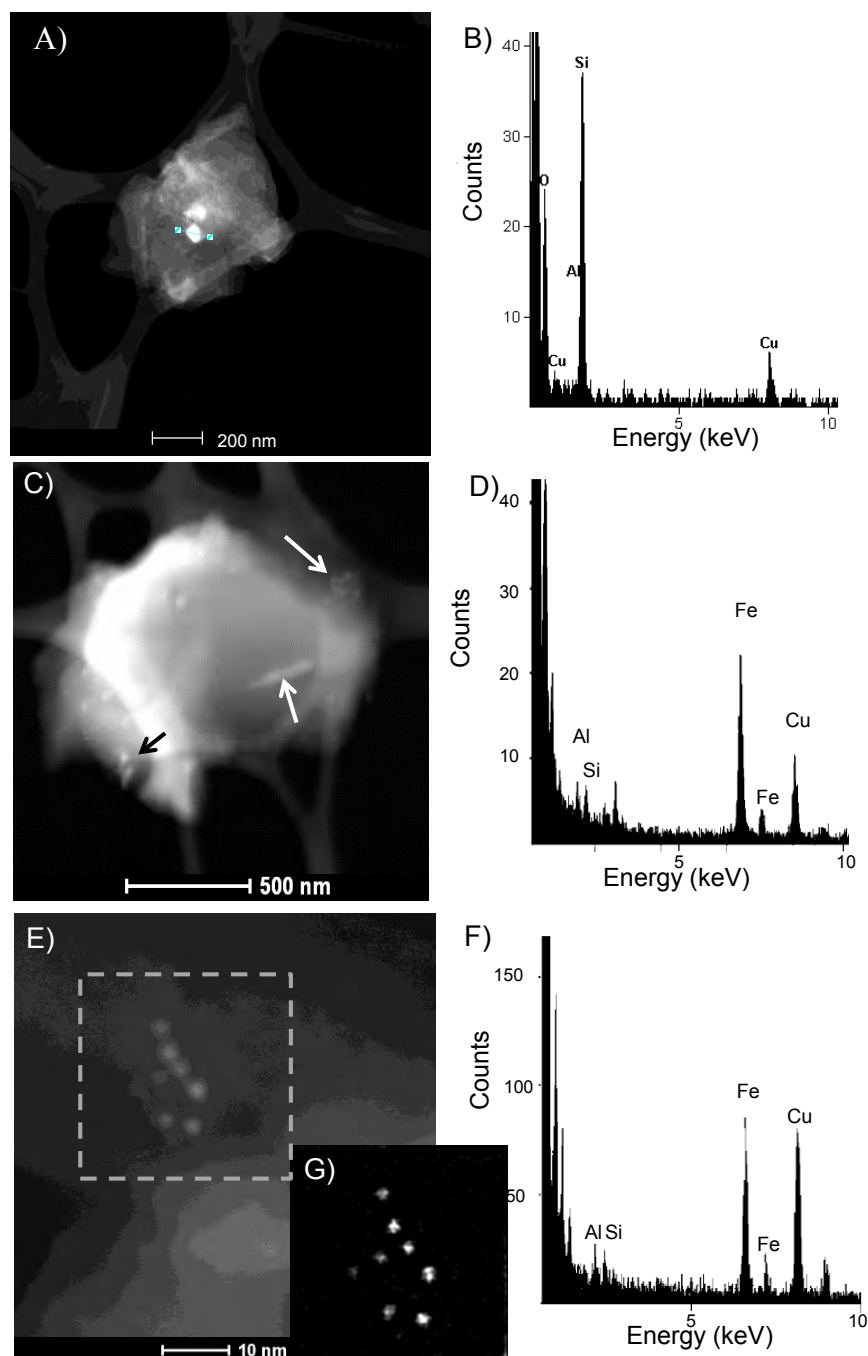 A)
200 nm
B)
40
30
20
10
Counts
O
Cu
Al
Si
Cu
5
10
Energy (keV)
C)
500 nm
D)
40
30
20
10
Counts
Al
Si
Fe
Fe
Cu
5
10
Energy (keV)
E)
10 nm
G)
F)
150
100
50
Counts
Al Si
Fe
Fe
Cu
5
10
Energy (keV)